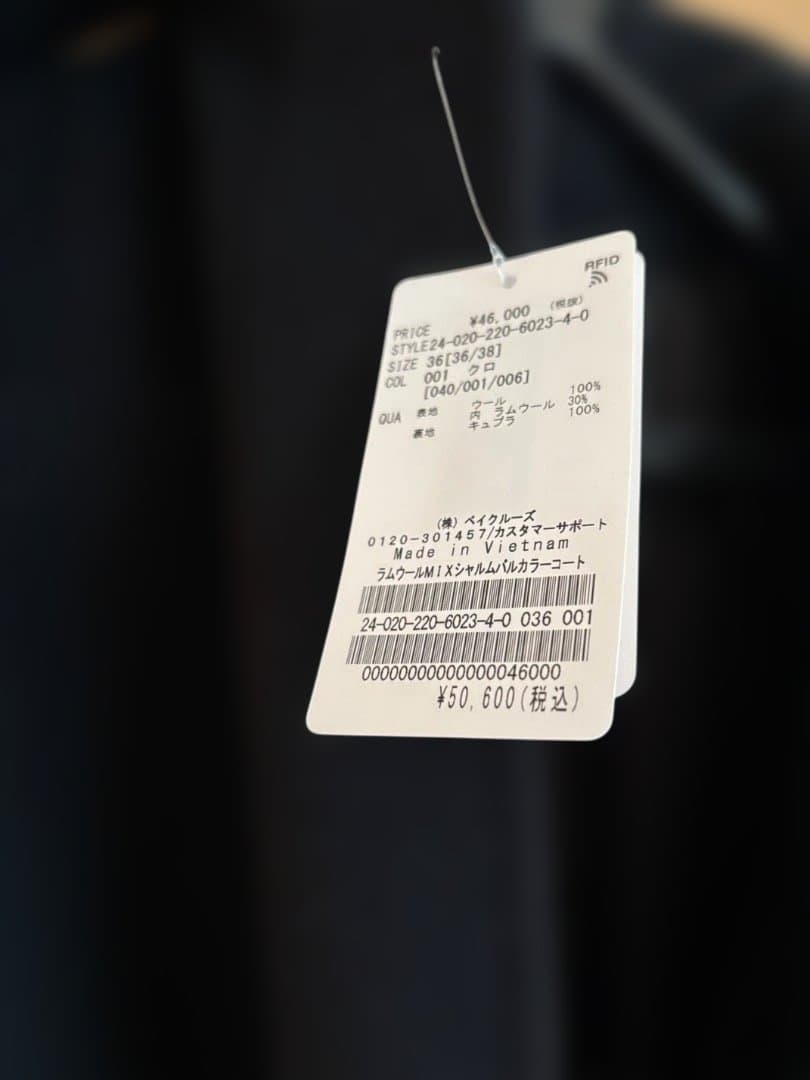 RFID
PRICE ¥46,000 (税抜)
STYLE24-020-220-6023-4-0
SIZE 36[36/38]
COL 001 クロ
[040/001/006]
QUA 表地 ウール 100%
内 ラムウール 30%
裏地 キュプラ 100%
(株) ベイクルーズ
0120-301457/カスタマーサポート
Made in Vietnam
ラムウールMIXシャルムバルカラーコート
24-020-220-6023-4-0 036 001
00000000000000046000
¥50,600(税込)